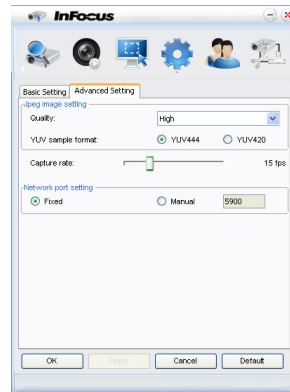 InFocus
Basic Setting Advanced Setting
Jpeg image setting
Quality: High
YUV sample format: YUV444 YUV420
Capture rate: 15 fps
Network port setting
Fixed Manual 5900
OK Apply Cancel Default